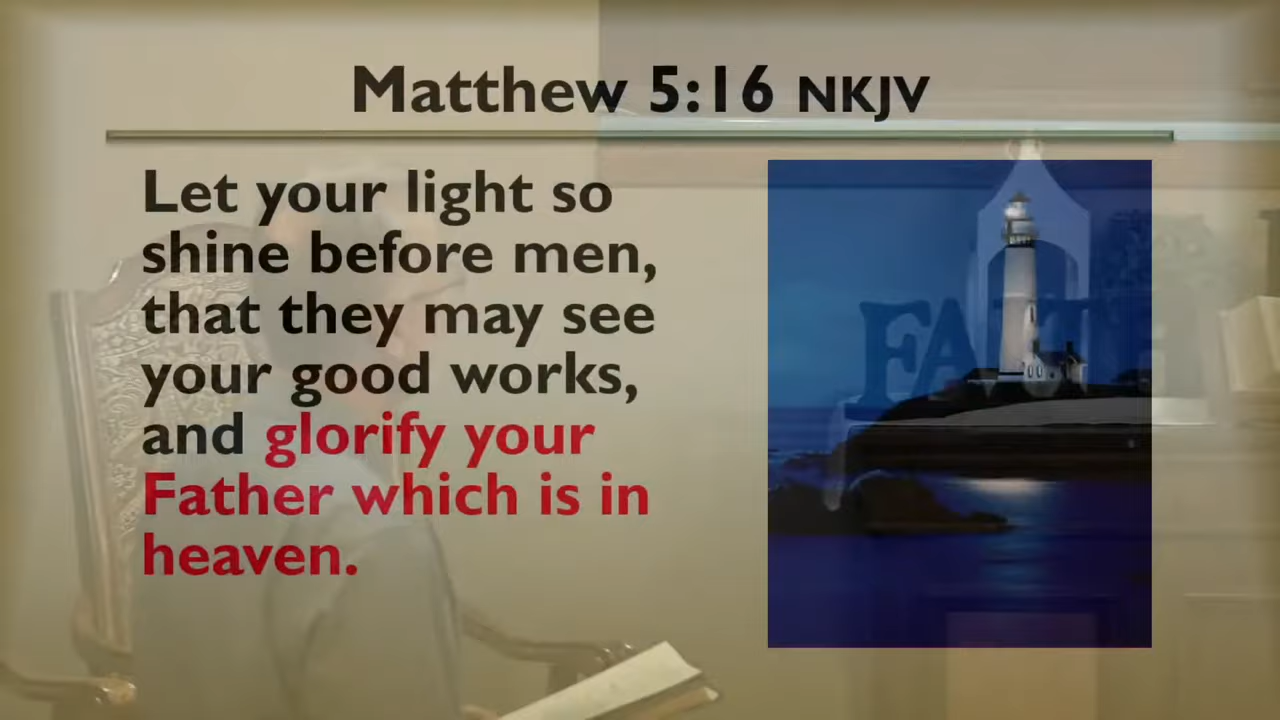 Matthew 5:16 NKJV
Let your light so
shine before men,
that they may see
your good works,
and glorify your
Father which is in
heaven.
FAITH